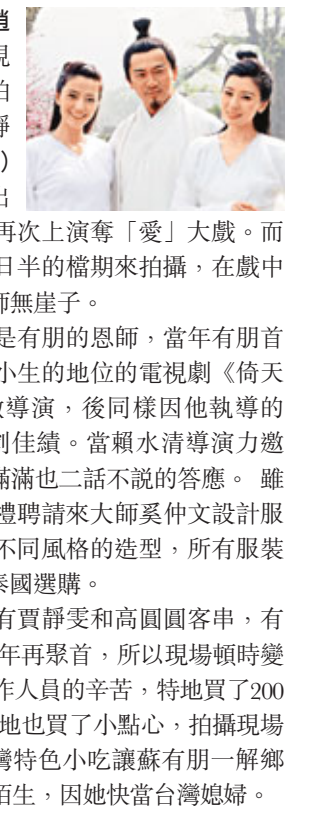 趙
現
拍
靜
）
出
再次上演奪「愛」大戲。而
日半的檔期來拍攝，在戲中
師無崖子。
是有朋的恩師，當年有朋首
小生的地位的電視劇《倚天
導演，後同樣因他執導的
創佳績。當賴水清導演力邀
滿滿也二話不說的答應。 雖
禮聘請來大師奚仲文設計服
不同風格的造型，所有服裝
泰國選購。
有賈靜雯和高圓圓客串，有
年再聚首，所以現場頓時變
作人員的辛苦，特地買了200
地也買了小點心，拍攝現場
灣特色小吃讓蘇有朋一解鄉
陌生，因她快當台灣媳婦。